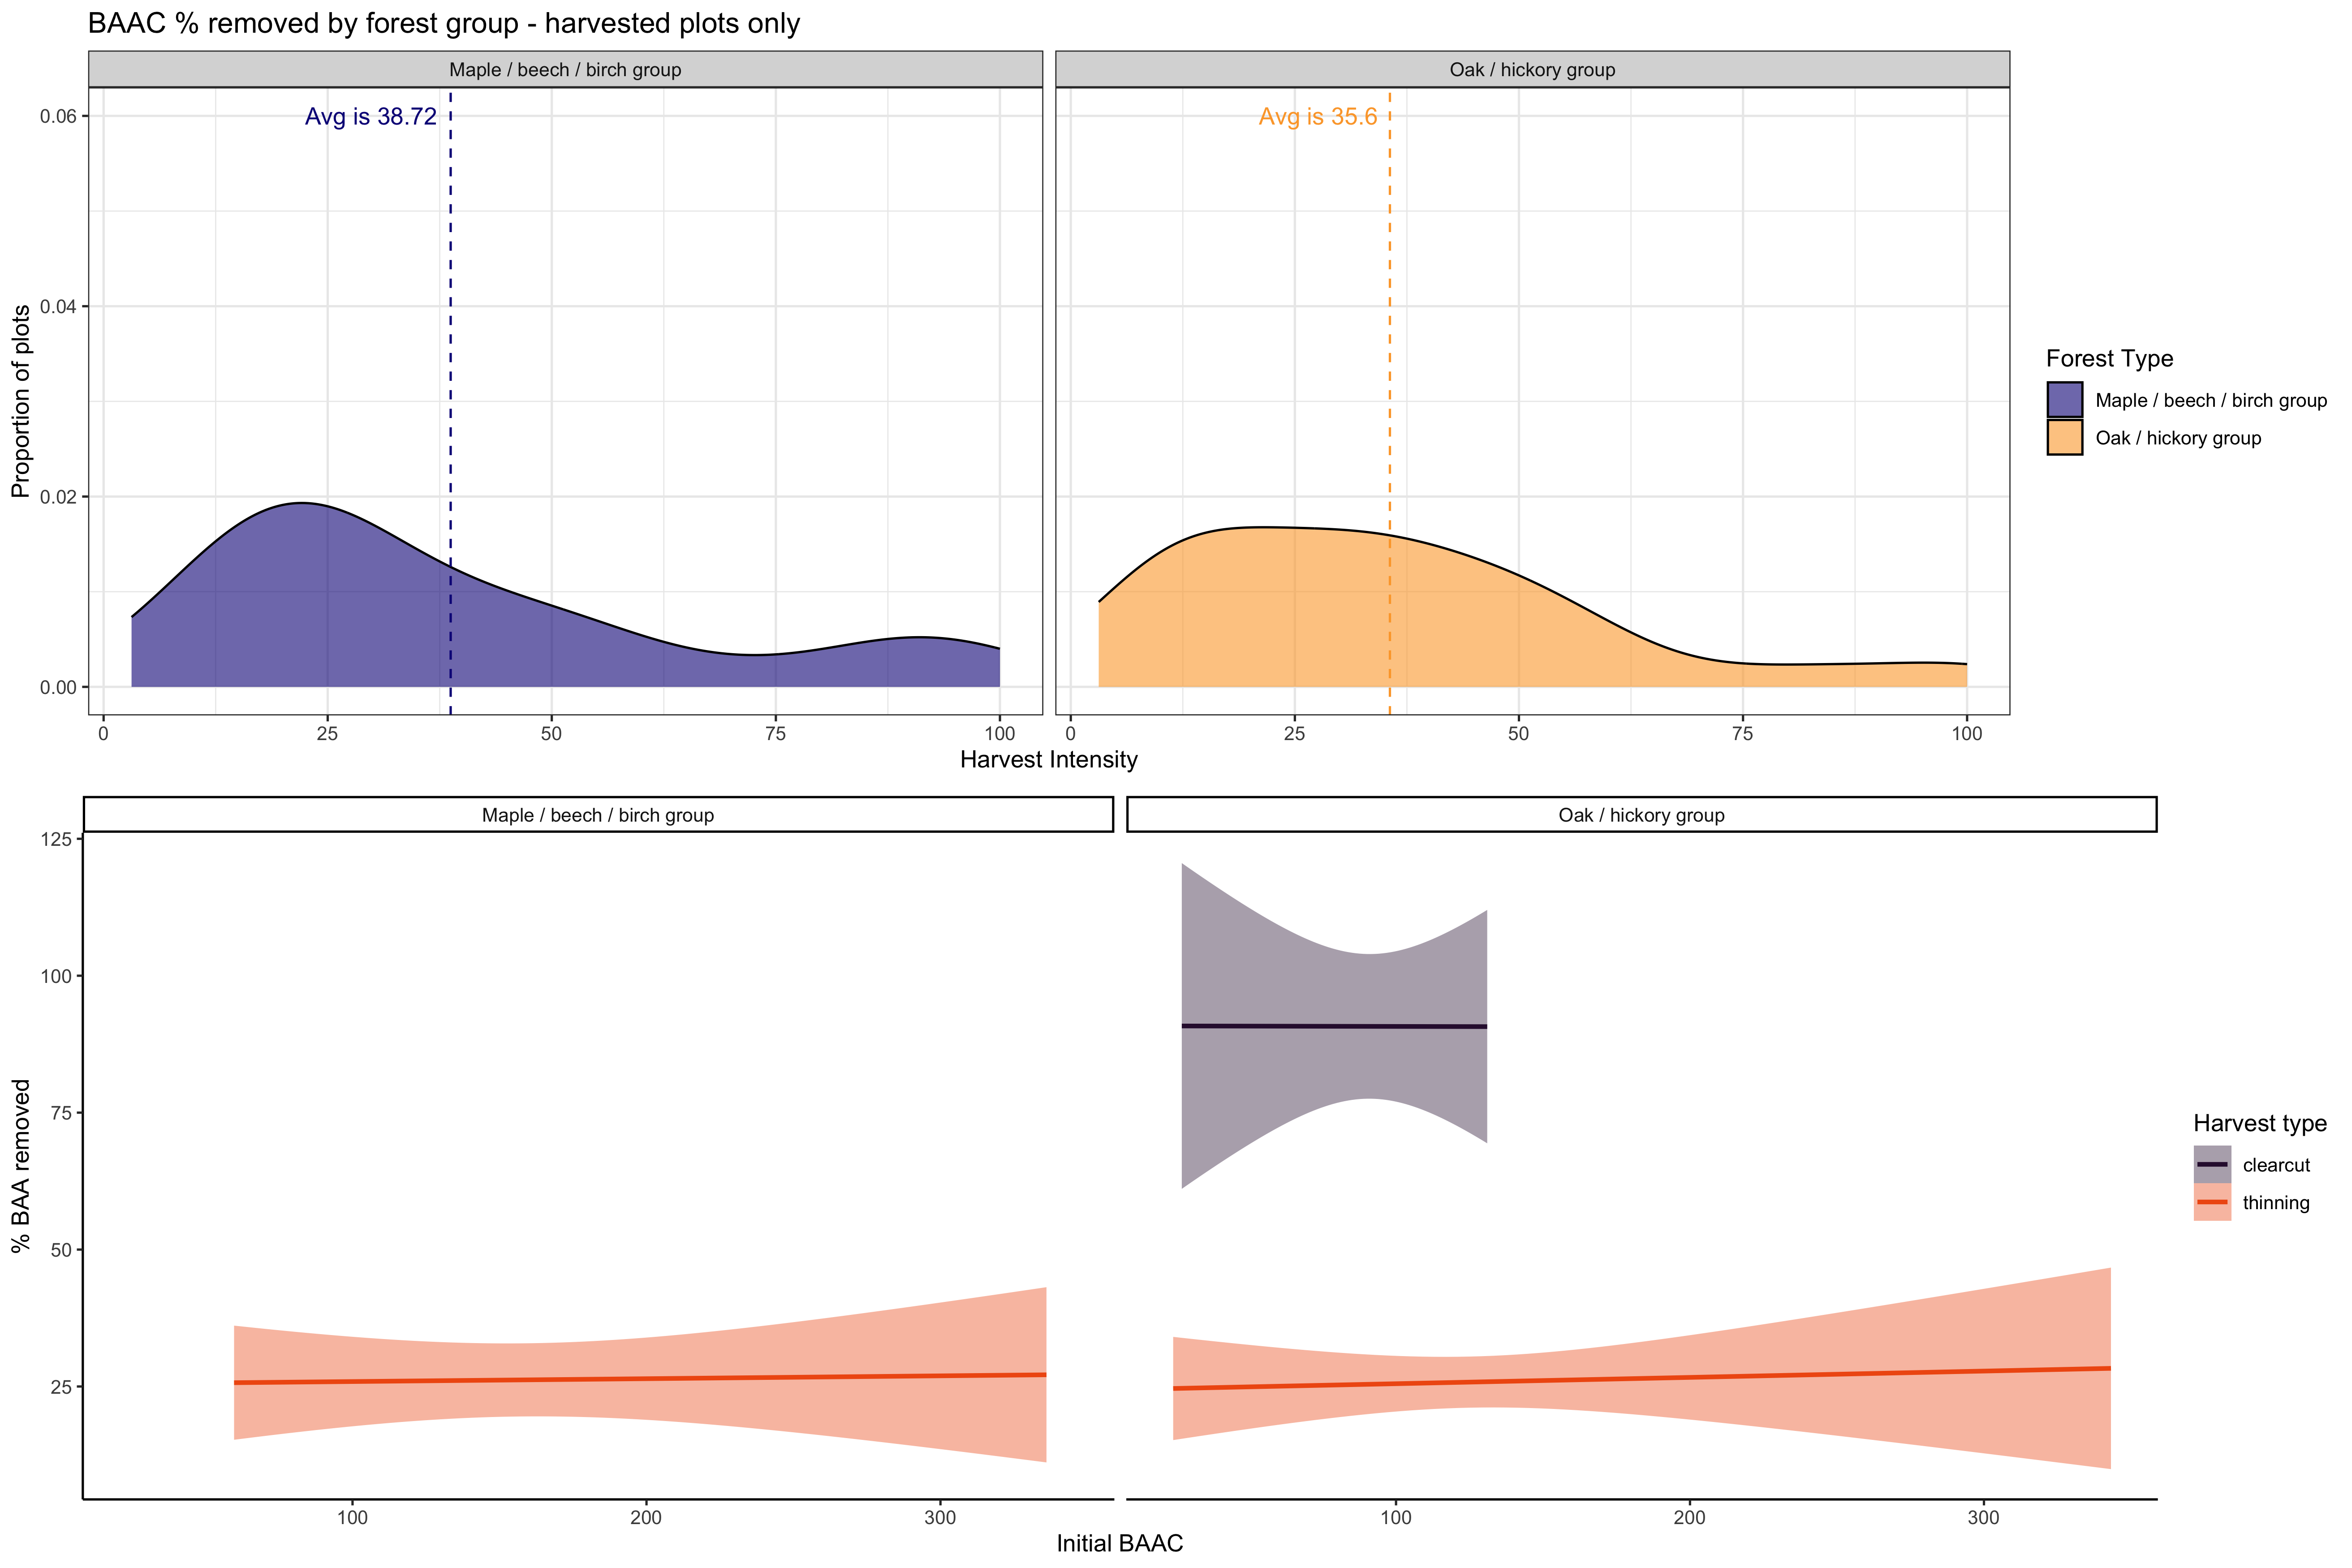 BAAC % removed by forest group - harvested plots only
Maple / beech / birch group
Oak / hickory group
Avg is 38.72
Avg is 35.6
Proportion of plots
0.06
0.04
0.02
0.00
0 25 50 75 100
0 25 50 75 100
Harvest Intensity
Forest Type
Maple / beech / birch group
Oak / hickory group
Maple / beech / birch group
Oak / hickory group
% BAA removed
125
100
75
50
25
100 200 300
100 200 300
Initial BAAC
Harvest type
clearcut
thinning